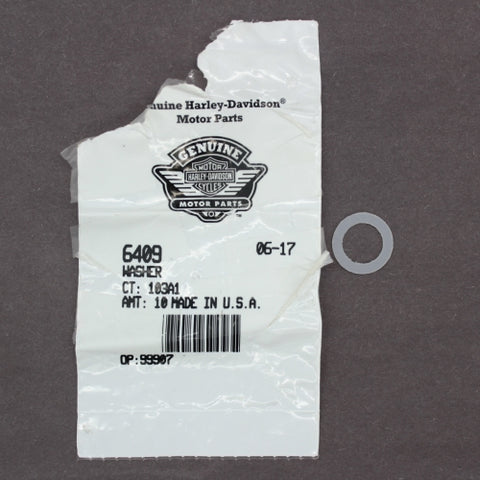 Harley-Davidson®
Motor Parts
GENUINE
MOTOR
HARLEY-DAVIDSON
CYCLES
MOTOR PARTS
6409 06-17
WASHER
CT: 103A1
AMT: 10 MADE IN U.S.A.
OP:99907